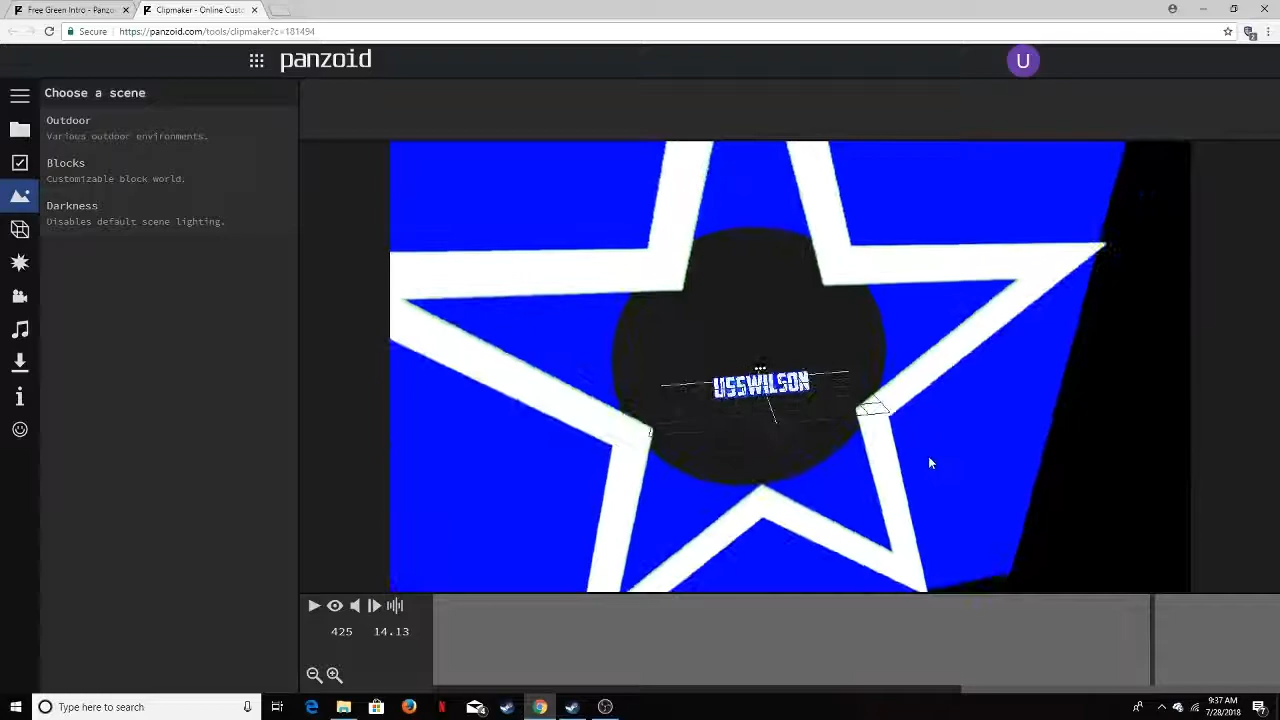 Free Green Intro - Panzo
Clipmaker - Online Custo
Secure
https://panzoid.com/tools/clipmaker?c=181494
panzoid
U
Choose a scene
Outdoor
Various outdoor environments.
Blocks
Customizable block world.
Darkness
Disables default scene lighting.
USSWILSON
425 14.13
Type here to search
9:37 AM
7/28/2018